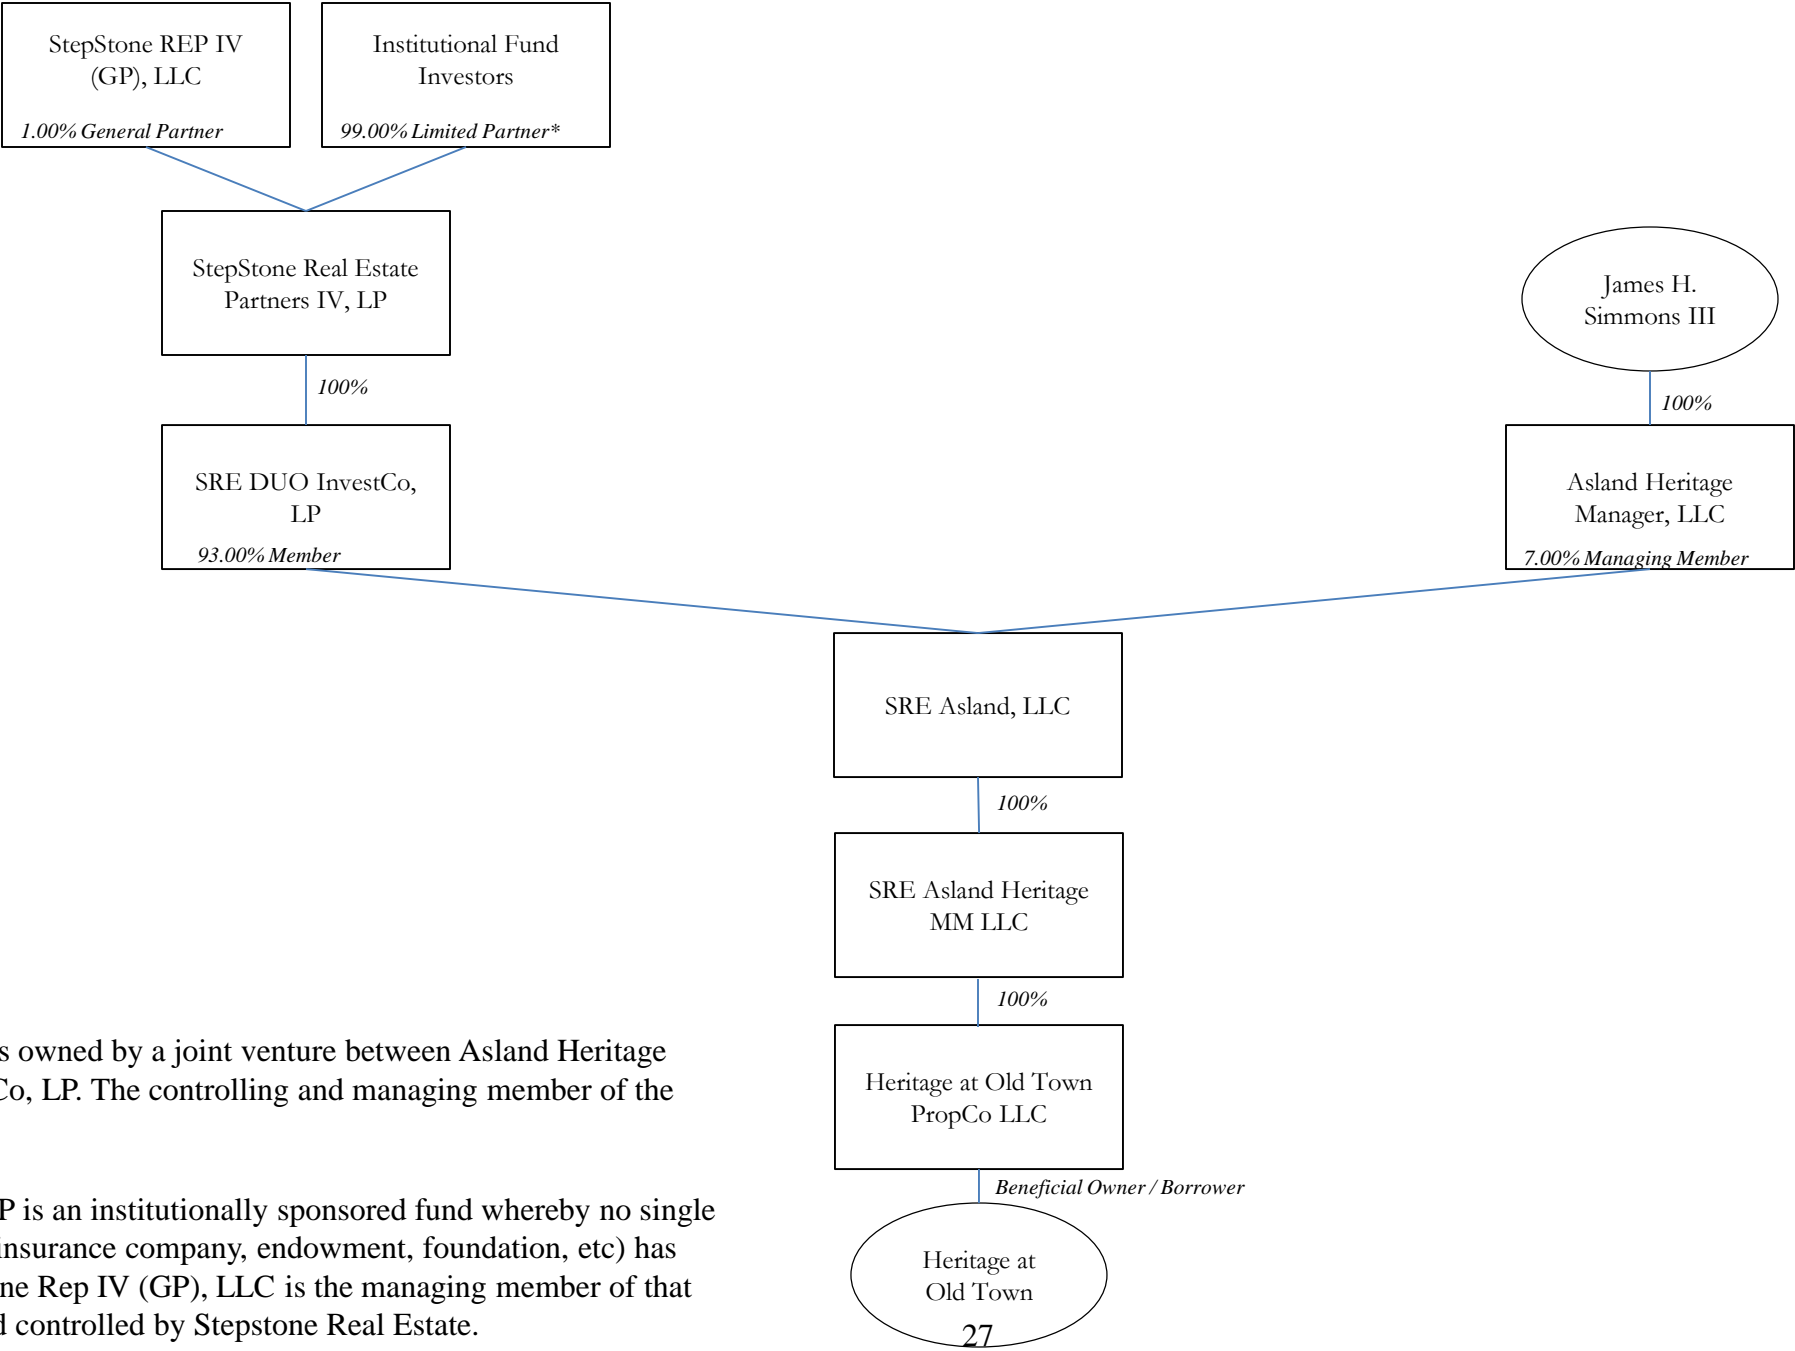 StepStone REP IV
(GP), LLC
1.00% General Partner
Institutional Fund
Investors
99.00% Limited Partner*
StepStone Real Estate
Partners IV, LP
James H.
Simmons III
100%
100%
SRE DUO InvestCo,
LP
93.00% Member
Asland Heritage
Manager, LLC
7.00% Managing Member
SRE Asland, LLC
100%
SRE Asland Heritage
MM LLC
100%
Heritage at Old Town
PropCo LLC
Beneficial Owner / Borrower
Heritage at
Old Town
s owned by a joint venture between Asland Heritage
Co, LP. The controlling and managing member of the
P is an institutionally sponsored fund whereby no single
insurance company, endowment, foundation, etc) has
ne Rep IV (GP), LLC is the managing member of that
d controlled by Stepstone Real Estate.
27